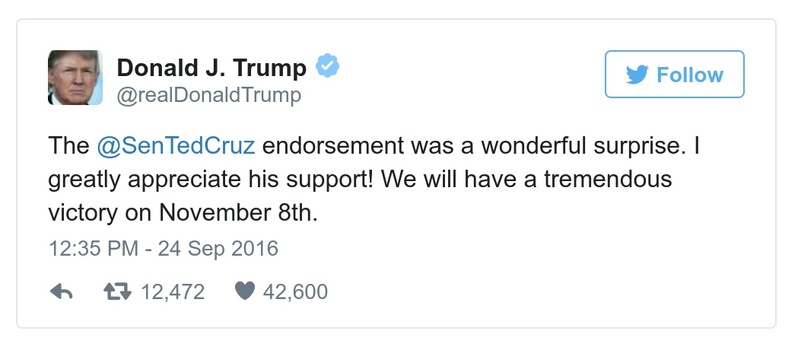 Donald J. Trump
@realDonaldTrump
Follow
The @SenTedCruz endorsement was a wonderful surprise. I
greatly appreciate his support! We will have a tremendous
victory on November 8th.
12:35 PM - 24 Sep 2016
12,472 42,600